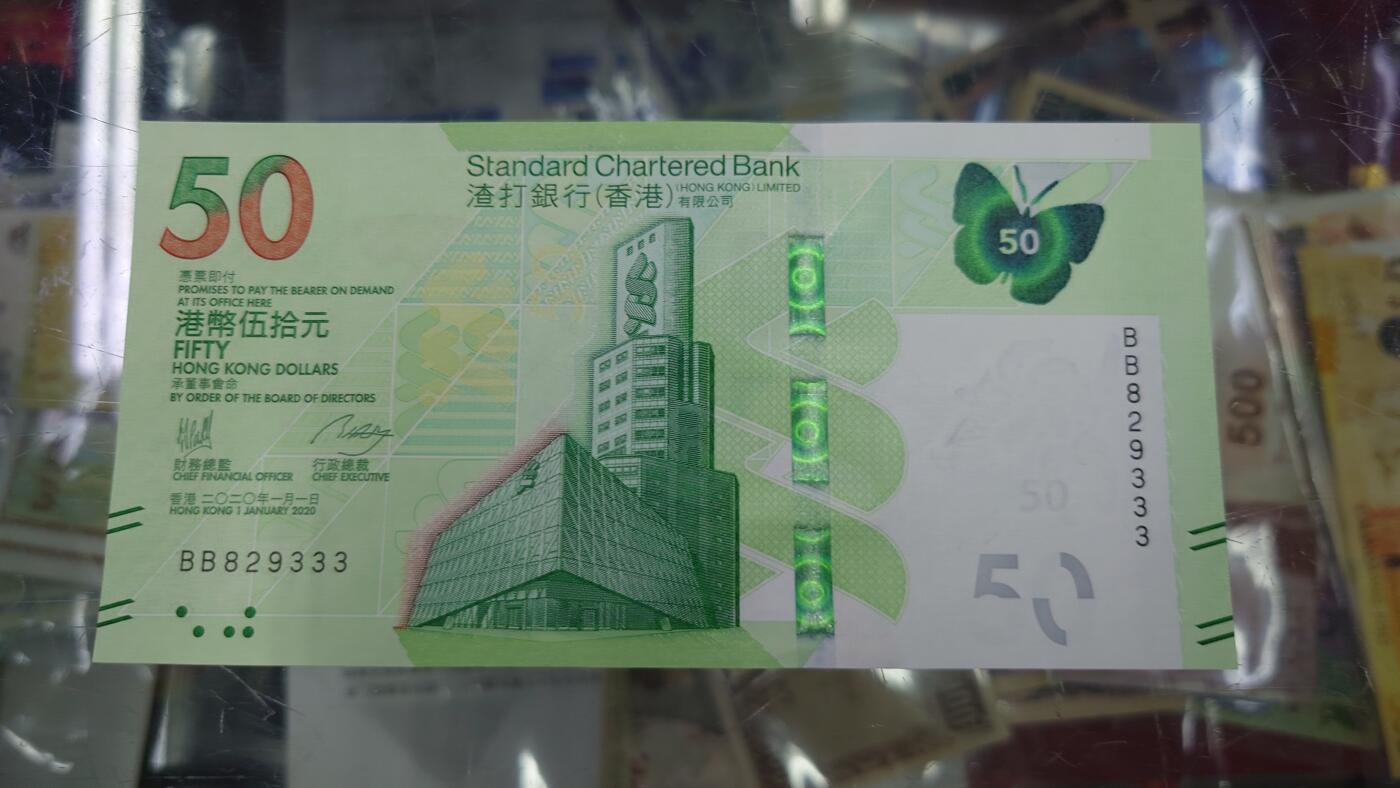 50
Standard Chartered Bank
渣打銀行(香港)(HONG KONG) LIMITED
有限公司
50
憑票即付
PROMISES TO PAY THE BEARER ON DEMAND
AT ITS OFFICE HERE
港幣伍拾元
FIFTY
HONG KONG DOLLARS
承董事會命
BY ORDER OF THE BOARD OF DIRECTORS
財務總監 行政總裁
CHIEF FINANCIAL OFFICER CHIEF EXECUTIVE
香港 二〇二〇年一月一日
HONG KONG 1 JANUARY 2020
BB829333
BB829333
50
50
500